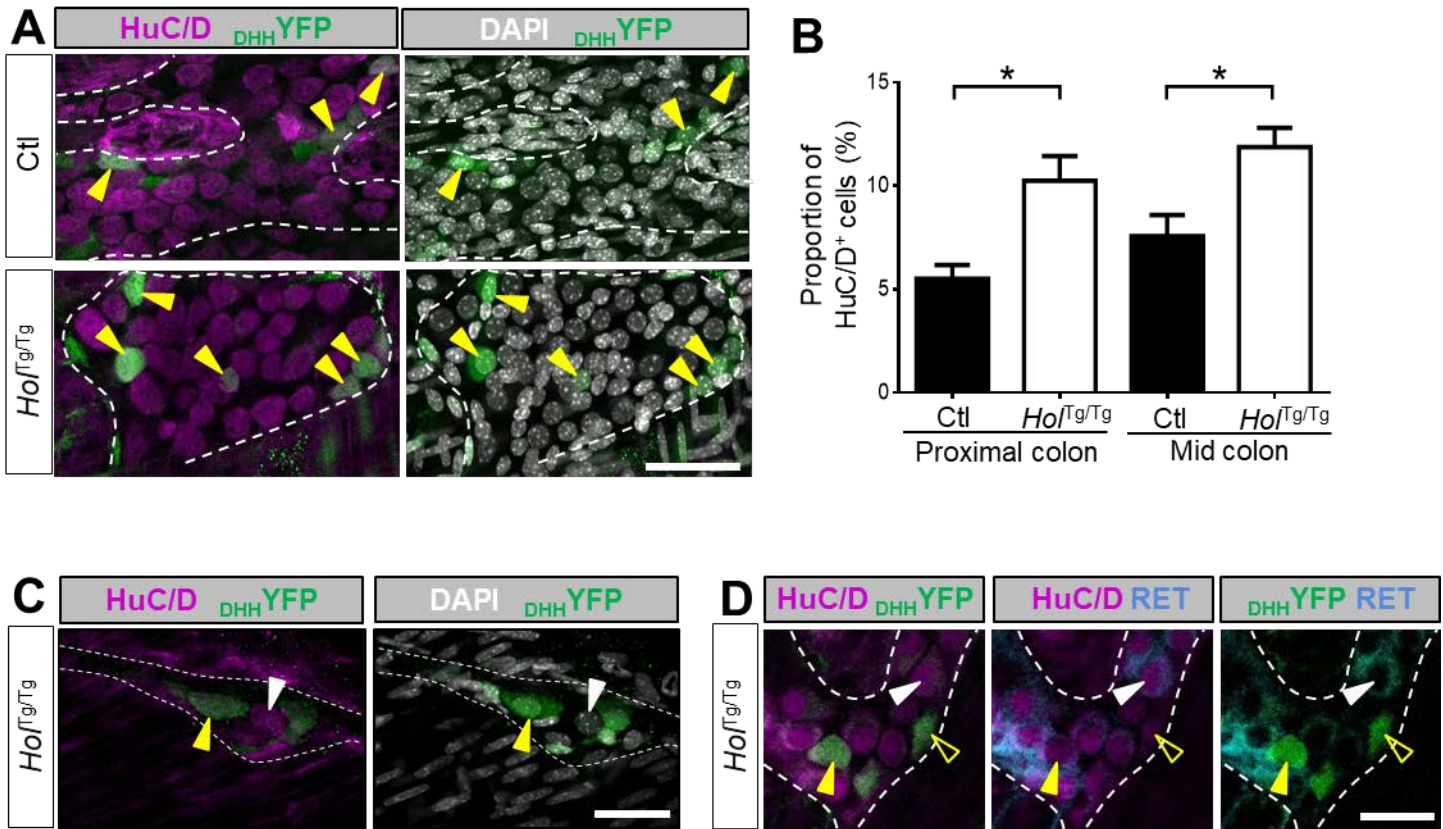 A
HuC/D DHHYFP
DAPI DHHYFP
Ctl
HolTg/Tg
B
Proportion of
HuC/D+ cells (%)
15
10
5
0
* *
Ctl HolTg/Tg Ctl HolTg/Tg
Proximal colon Mid colon
C
HuC/D DHHYFP
DAPI DHHYFP
HolTg/Tg
D
HuC/D DHHYFP
HuC/D RET
DHHYFP RET
HolTg/Tg